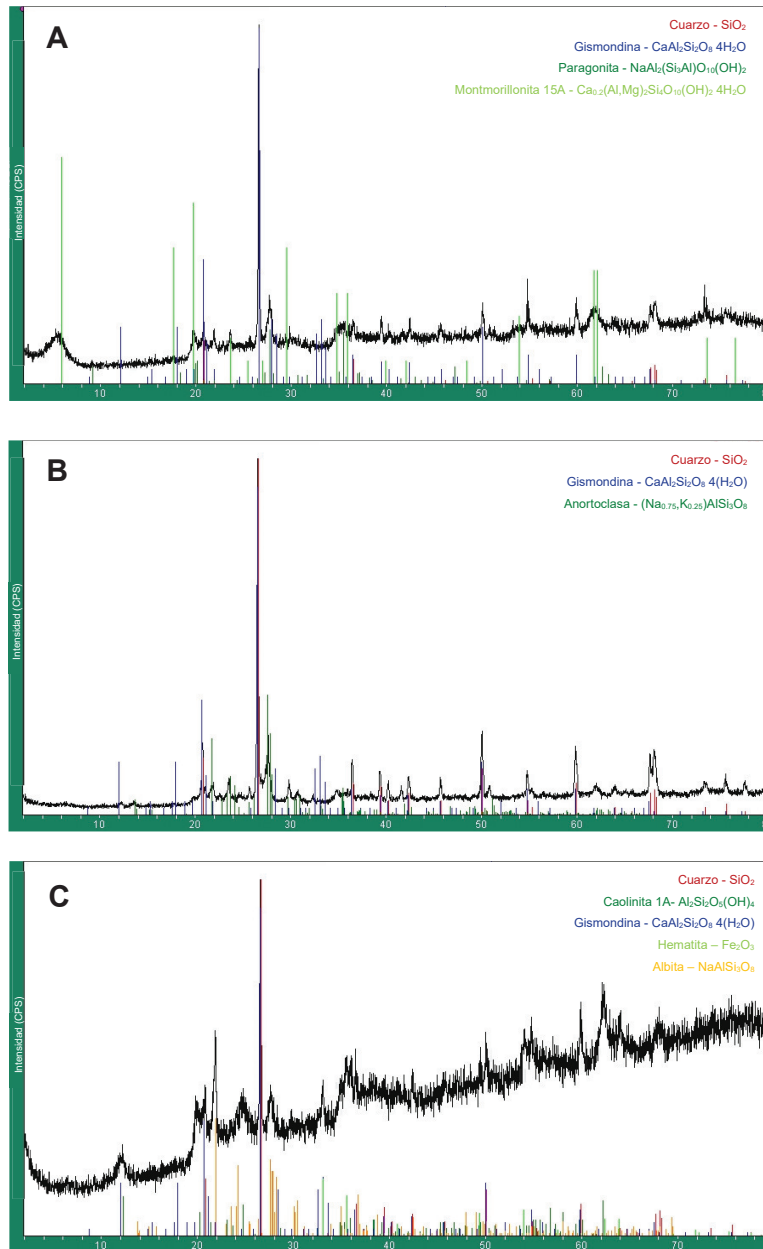 A
Cuarzo - SiO₂
Gismondina - CaAl₂Si₂O₈ 4H₂O
Paragonita - NaAl₂(Si₃Al)O₁₀(OH)₂
Montmorillonita 15A - Ca₀.₂(Al,Mg)₂Si₄O₁₀(OH)₂ 4H₂O
Intensidad (CPS)
10 20 30 40 50 60 70
B
Cuarzo - SiO₂
Gismondina - CaAl₂Si₂O₈ 4(H₂O)
Anortoclasa - (Na₀.₇₅,K₀.₂₅)AlSi₃O₈
Intensidad (CPS)
10 20 30 40 50 60 70
C
Cuarzo - SiO₂
Caolinita 1A- Al₂Si₂O₅(OH)₄
Gismondina - CaAl₂Si₂O₈ 4(H₂O)
Hematita – Fe₂O₃
Albita – NaAlSi₃O₈
Intensidad (CPS)
10 20 30 40 50 60 70